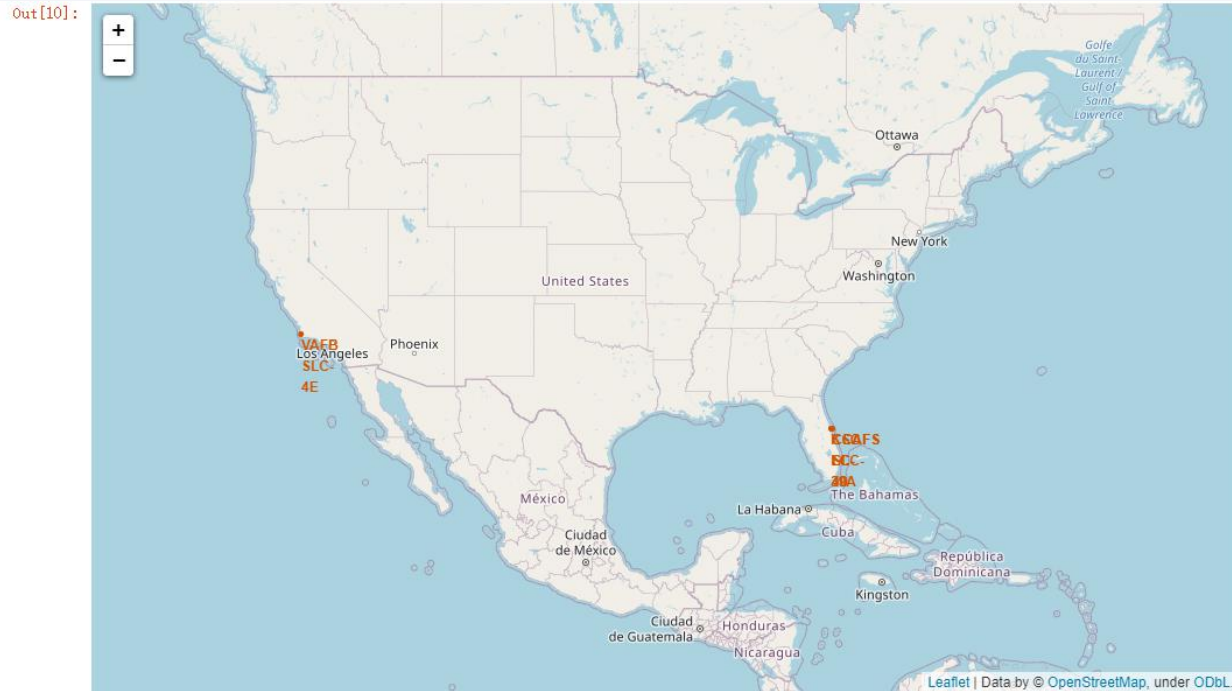 Out[10]:
+
−
Golfe
du Saint-
Laurent /
Gulf of
Saint
Lawrence
Ottawa
New York
Washington
United States
VAFB
SLC-
4E
Los Angeles
Phoenix
México
Ciudad
de México
La Habana
The Bahamas
Cuba
República
Dominicana
Kingston
Ciudad
de Guatemala
Honduras
Nicaragua
Leaflet | Data by © OpenStreetMap, under ODbL